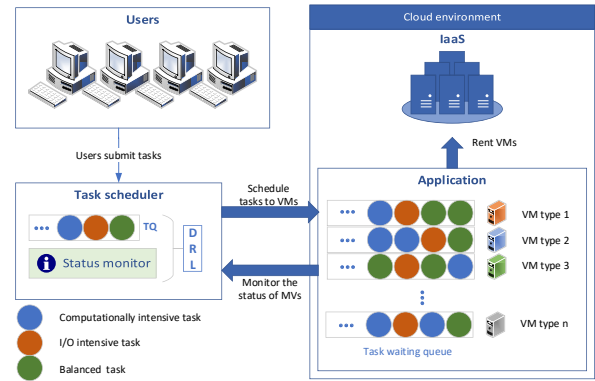 Users
Cloud environment
IaaS
Users submit tasks
Rent VMs
Task scheduler
Schedule
tasks to VMs
Application
TQ
D
R
L
Status monitor
Monitor the
status of MVs
VM type 1
VM type 2
VM type 3
VM type n
Task waiting queue
Computationally intensive task
I/O intensive task
Balanced task